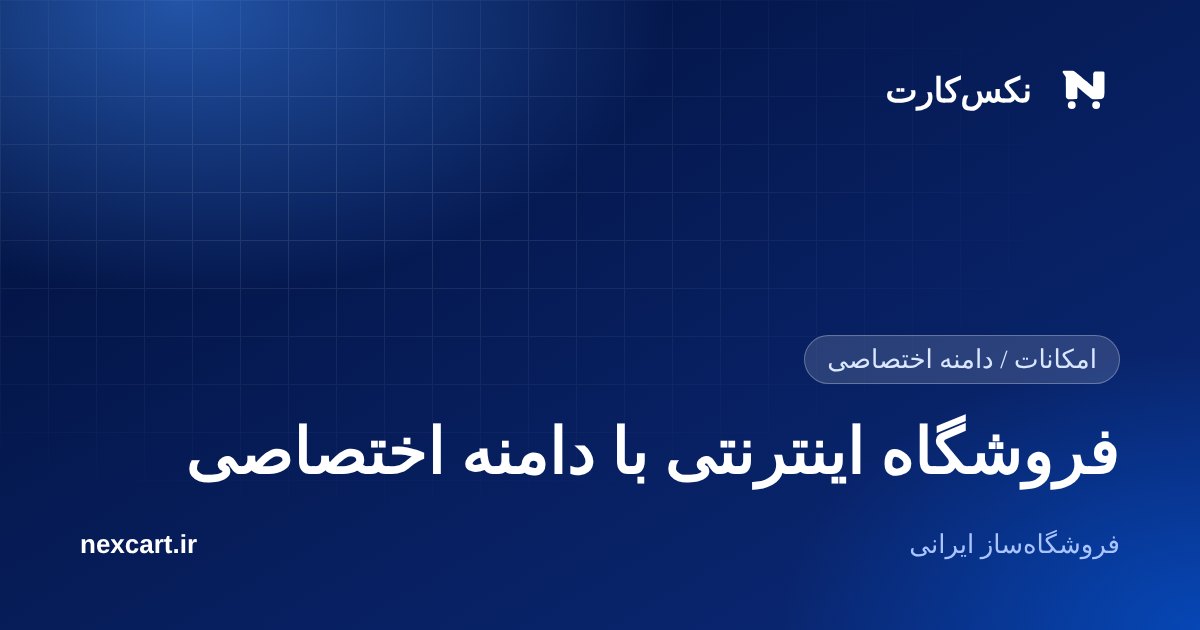 نکس‌کارت
امکانات / دامنه اختصاصی
فروشگاه اینترنتی با دامنه اختصاصی
فروشگاه‌ساز ایرانی
nexcart.ir